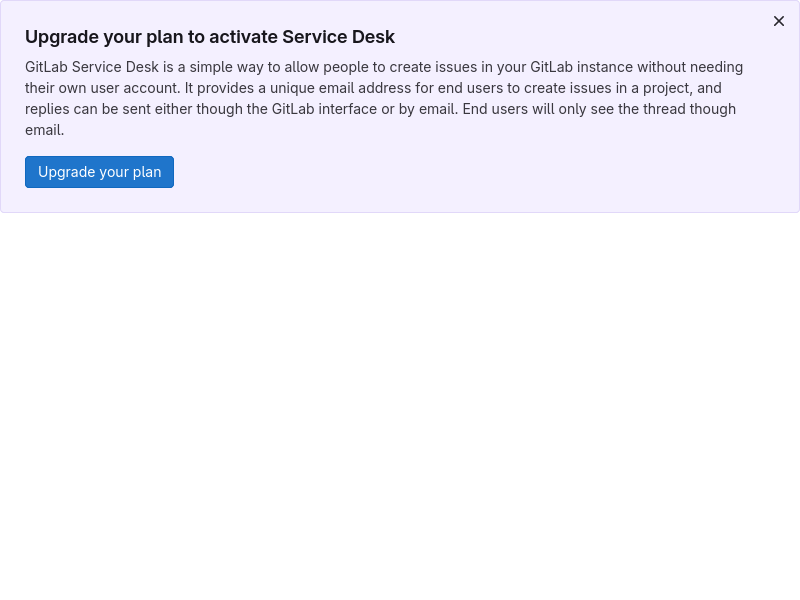 Upgrade your plan to activate Service Desk
GitLab Service Desk is a simple way to allow people to create issues in your GitLab instance without needing
their own user account. It provides a unique email address for end users to create issues in a project, and
replies can be sent either though the GitLab interface or by email. End users will only see the thread though
email.
Upgrade your plan